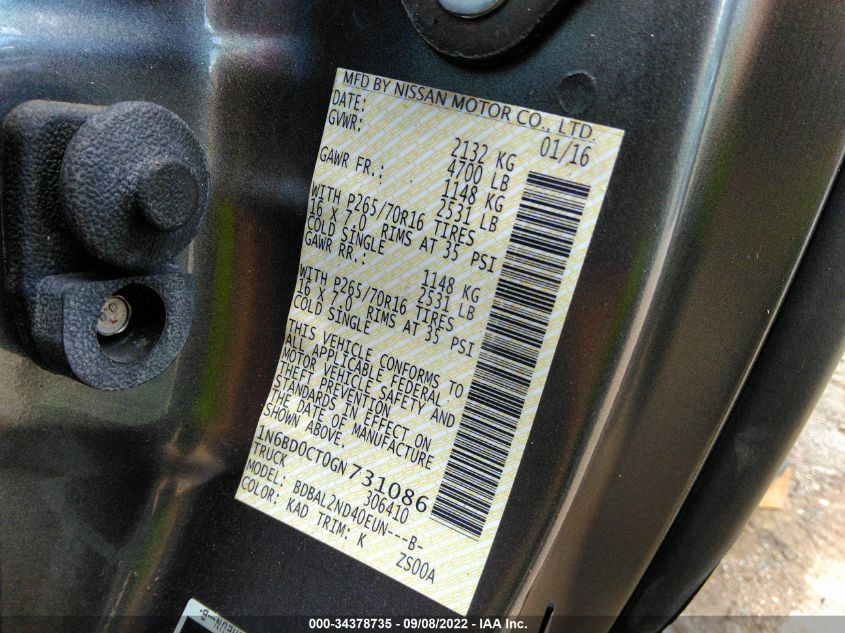 MFD BY NISSAN MOTOR CO., LTD.
DATE: 01/16
GVWR: 2132 KG
4700 LB
GAWR FR.: 1148 KG
2531 LB
WITH P265/70R16 TIRES
16 X 7.0 RIMS AT 35 PSI
COLD SINGLE
GAWR RR.: 1148 KG
2531 LB
WITH P265/70R16 TIRES
16 X 7.0 RIMS AT 35 PSI
COLD SINGLE
THIS VEHICLE CONFORMS TO
ALL APPLICABLE FEDERAL
MOTOR VEHICLE SAFETY AND
THEFT PREVENTION
STANDARDS IN EFFECT ON
THE DATE OF MANUFACTURE
SHOWN ABOVE.
1N6BD0CT0GN731086
TRUCK 306410
MODEL: BDBAL2ND40EUN---B-
COLOR: KAD TRIM: K ZS00A
000-34378735 - 09/08/2022 - IAA Inc.